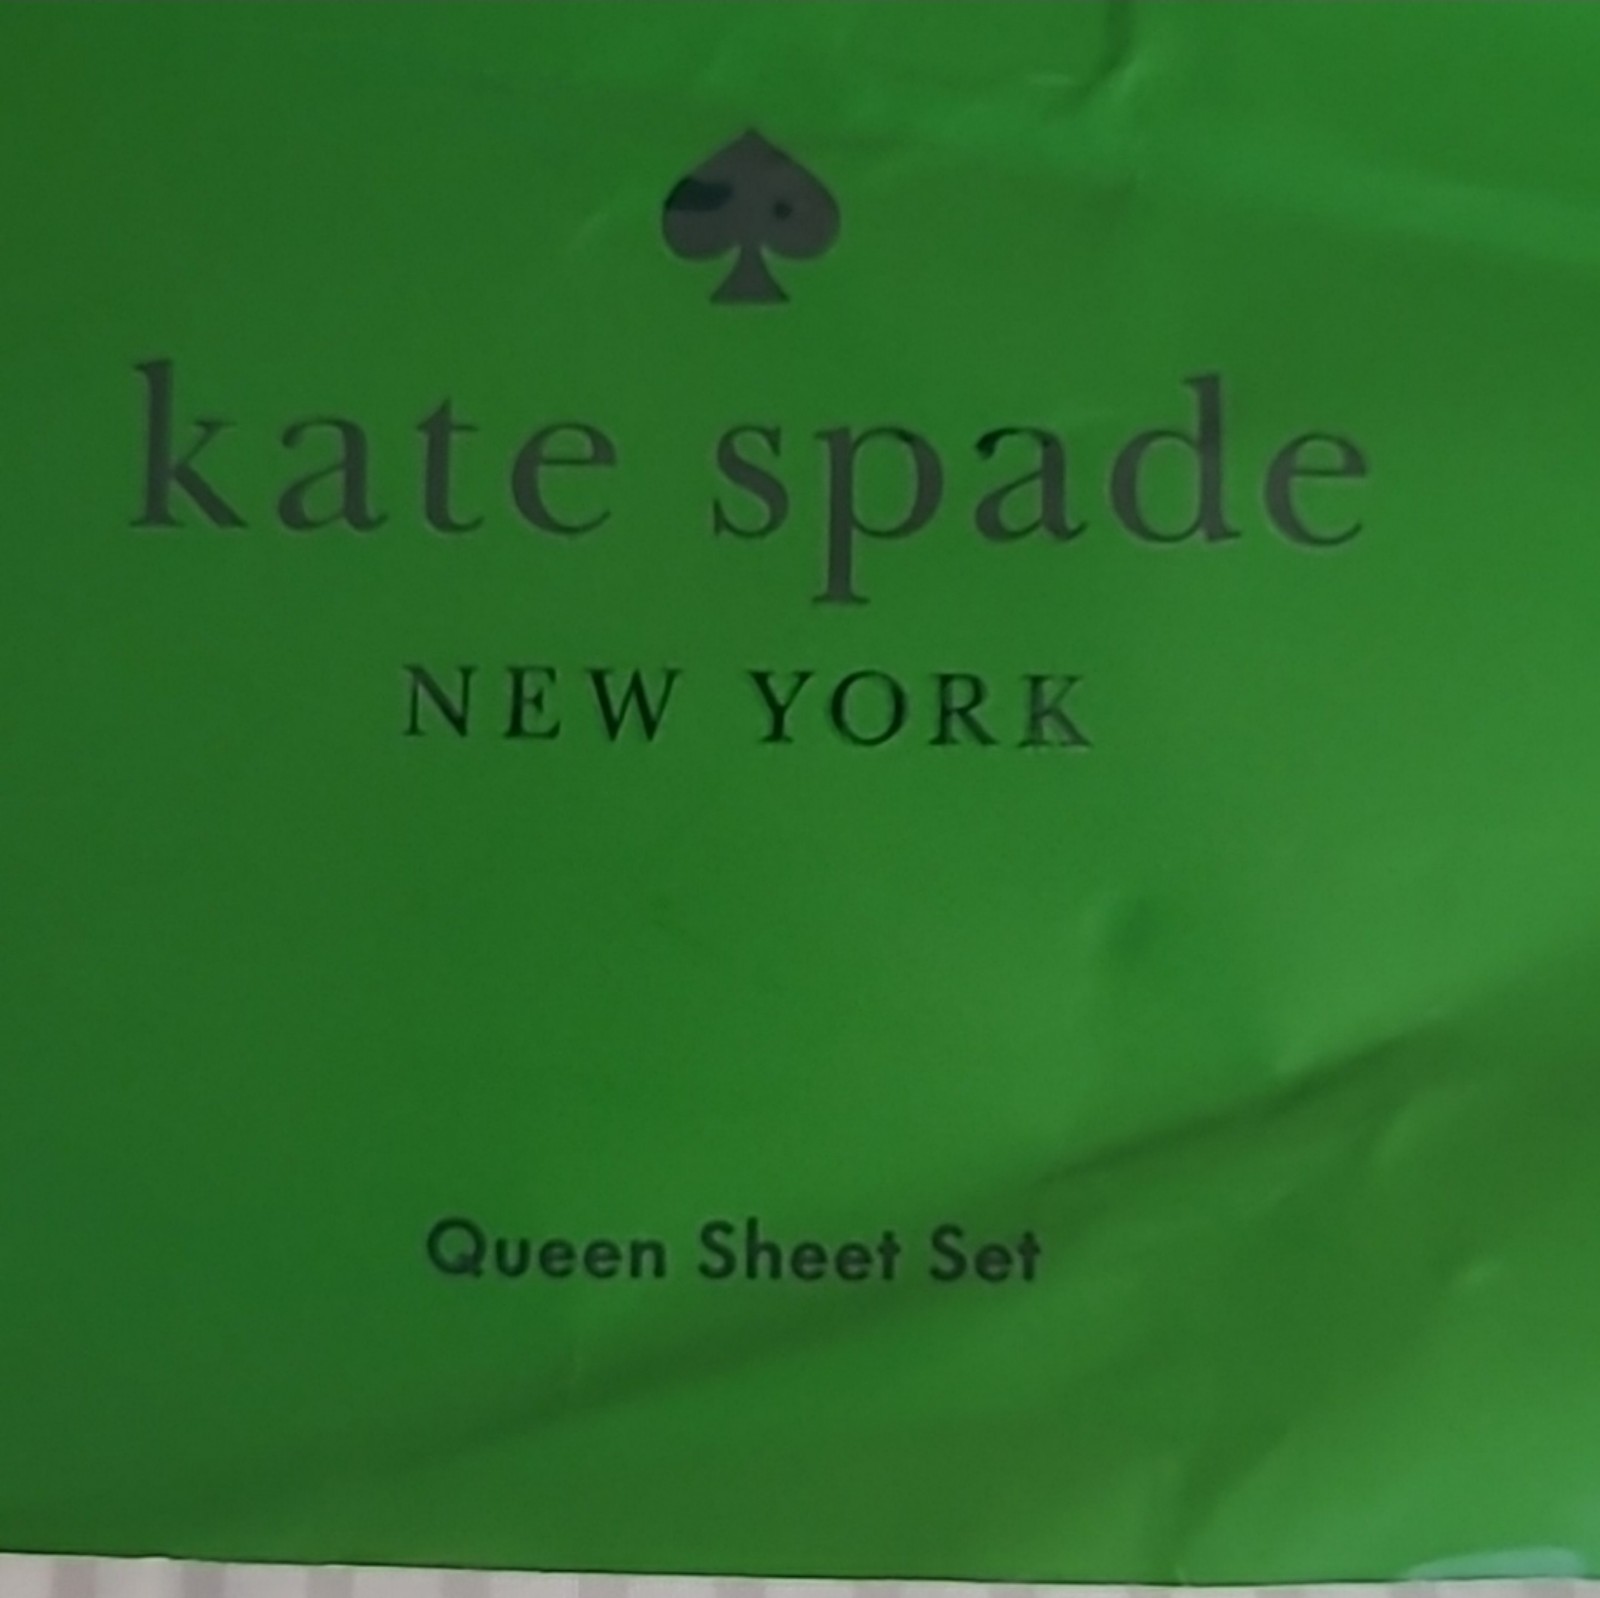 kate spade
NEW YORK
Queen Sheet Set